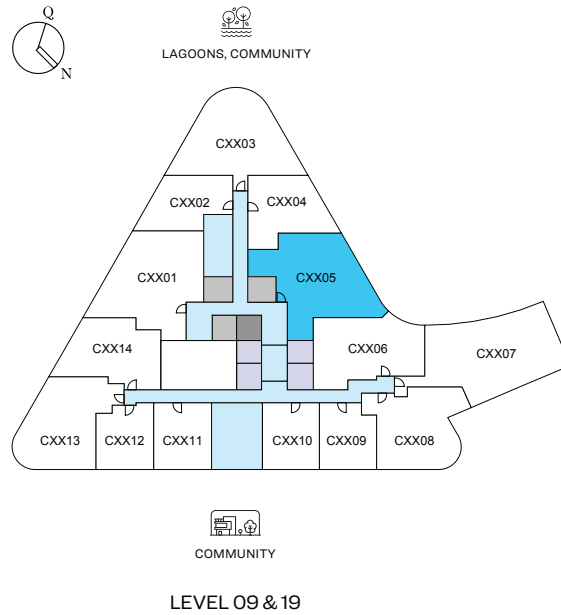 Q
N
LAGOONS, COMMUNITY
CXX03
CXX02
CXX04
CXX01
CXX05
CXX14
CXX06
CXX07
CXX13
CXX12
CXX11
CXX10
CXX09
CXX08
COMMUNITY
LEVEL 09 & 19